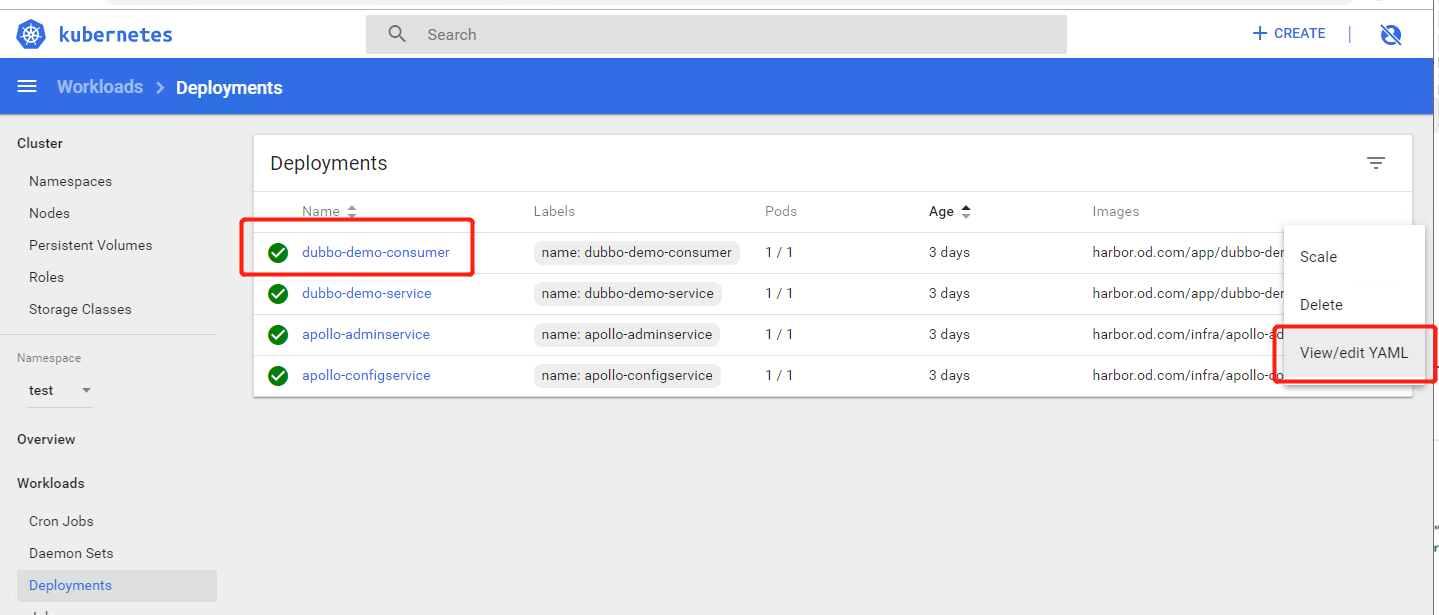 kubernetes
Search
+ CREATE |
Workloads > Deployments
Cluster
Namespaces
Nodes
Persistent Volumes
Roles
Storage Classes
Namespace
test
Overview
Workloads
Cron Jobs
Daemon Sets
Deployments
Deployments
Name Labels Pods Age Images
dubbo-demo-consumer name: dubbo-demo-consumer 1 / 1 3 days harbor.od.com/app/dubbo-der
dubbo-demo-service name: dubbo-demo-service 1 / 1 3 days harbor.od.com/app/dubbo-der
apollo-adminservice name: apollo-adminservice 1 / 1 3 days harbor.od.com/infra/apollo-ad
apollo-configservice name: apollo-configservice 1 / 1 3 days harbor.od.com/infra/apollo-co
Scale
Delete
View/edit YAML